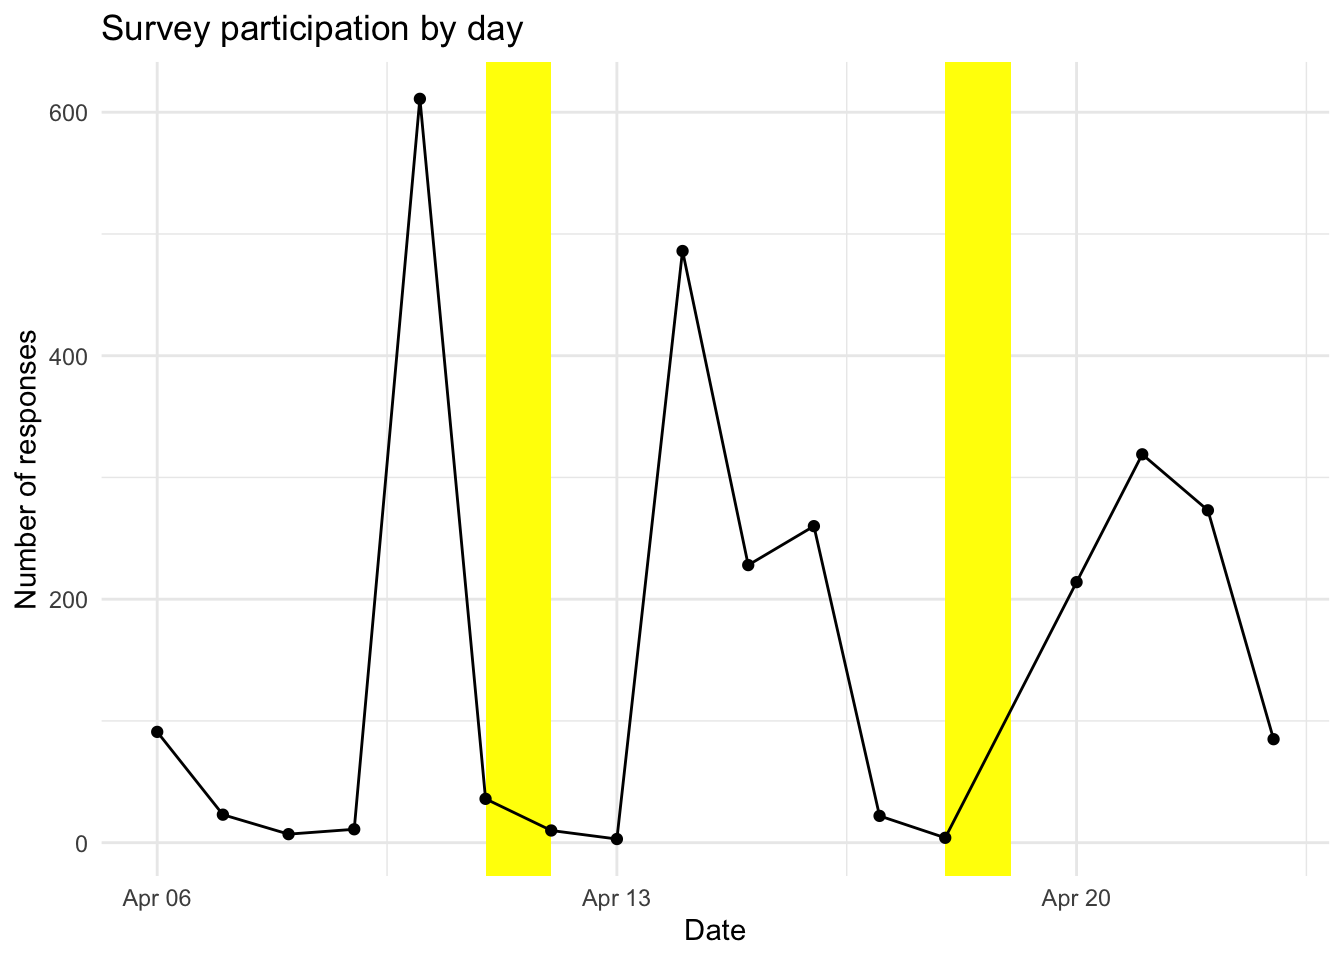 Survey participation by day
600
400
200
0
Number of responses
Apr 06
Apr 13
Apr 20
Date